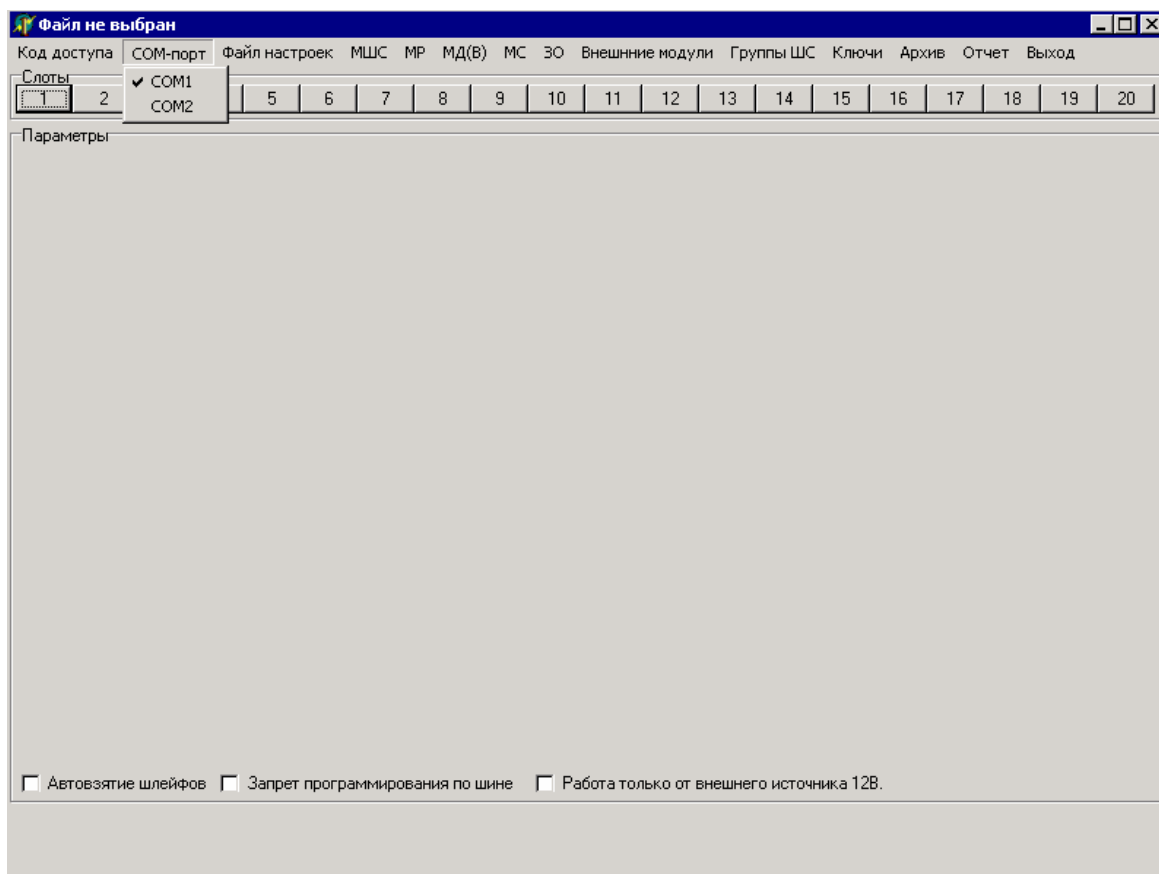 Файл не выбран
Код доступа COM-порт Файл настроек МШС МР МД(В) МС ЗО Внешнние модули Группы ШС Ключи Архив Отчет Выход
Слоты
COM1
1 2 5 6 7 8 9 10 11 12 13 14 15 16 17 18 19 20
COM2
Параметры
Автовзятие шлейфов Запрет программирования по шине Работа только от внешнего источника 12В.